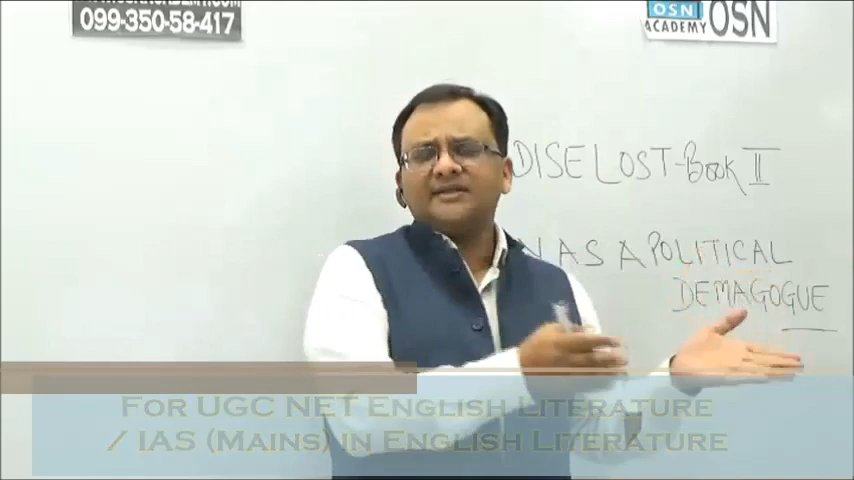 099-350-58-417
OSN
ACADEMY OSN
DISE LOST-Book II
N AS A POLITICAL
DEMAGOGUE
For UGC NET English Literature
/ IAS (Mains) in English Literature